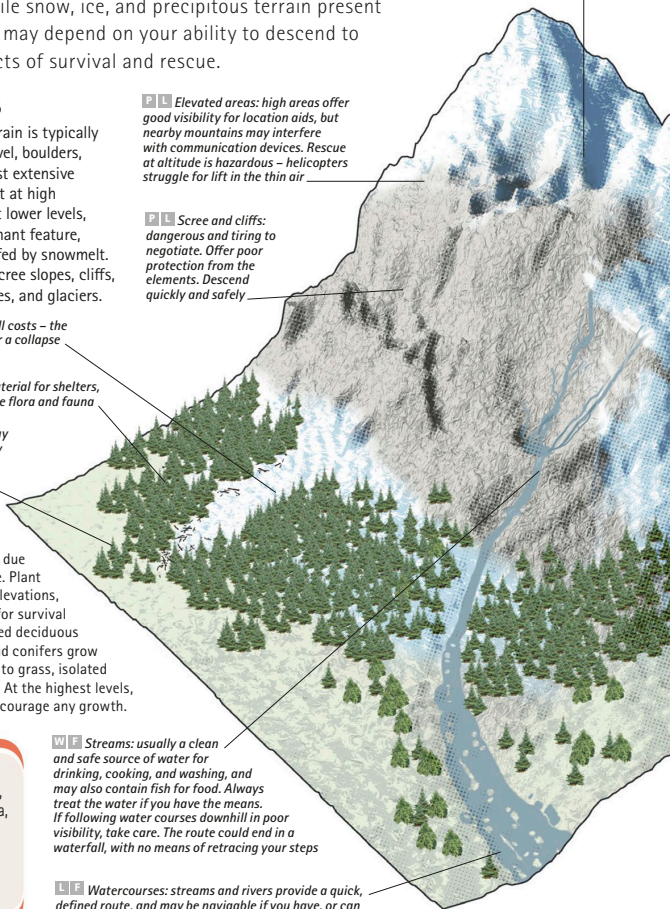 ile snow, ice, and precipitous terrain present
may depend on your ability to descend to
cts of survival and rescue.
P L Elevated areas: high areas offer
good visibility for location aids, but
nearby mountains may interfere
with communication devices. Rescue
at altitude is hazardous – helicopters
struggle for lift in the thin air
rain is typically
vel, boulders,
st extensive
t at high
t lower levels,
nant feature,
fed by snowmelt.
cree slopes, cliffs,
es, and glaciers.
P L Scree and cliffs:
dangerous and tiring to
negotiate. Offer poor
protection from the
elements. Descend
quickly and safely
ll costs – the
r a collapse
aterial for shelters,
e flora and fauna
due
e. Plant
levations,
for survival
ed deciduous
d conifers grow
to grass, isolated
At the highest levels,
courage any growth.
W F Streams: usually a clean
and safe source of water for
drinking, cooking, and washing, and
may also contain fish for food. Always
treat the water if you have the means.
If following water courses downhill in poor
visibility, take care. The route could end in a
waterfall, with no means of retracing your steps
a,
L F Watercourses: streams and rivers provide a quick,
defined route, and may be navigable if you have, or can